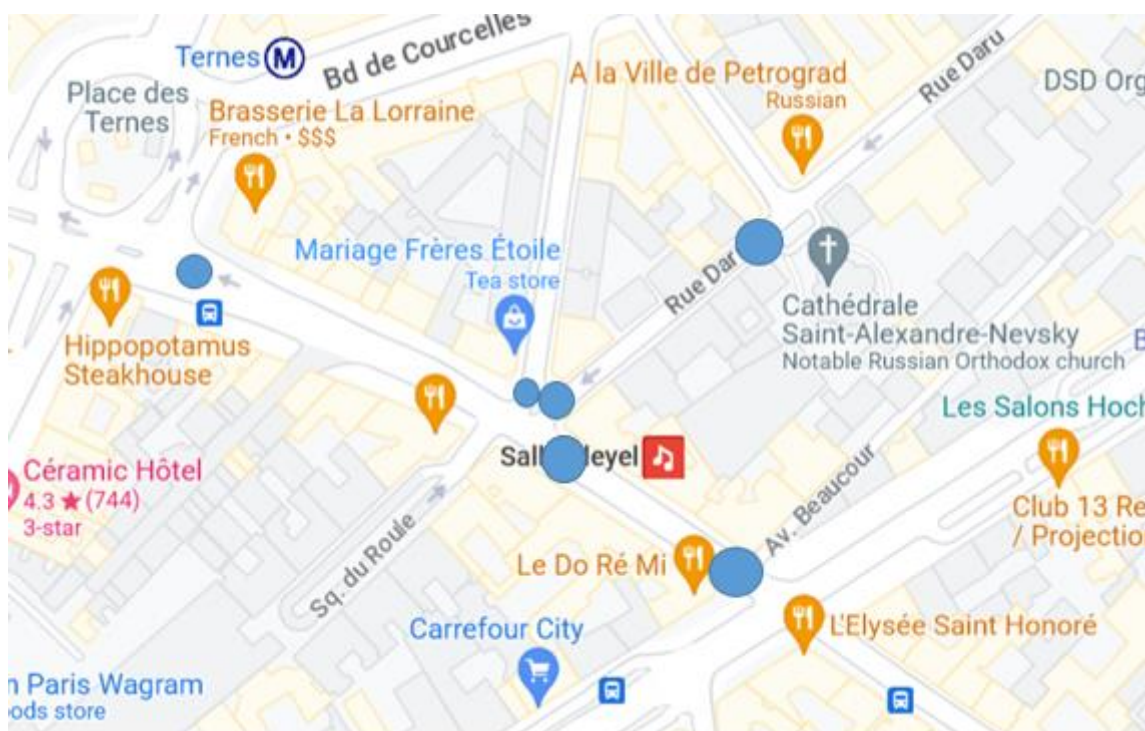 Ternes
M
Bd de Courcelles
Place des
Ternes
Brasserie La Lorraine
French • $$$
A la Ville de Petrograd
Russian
Rue Daru
DSD Org
Mariage Frères Étoile
Tea store
Rue Dar
Cathédrale
Saint-Alexandre-Nevsky
Notable Russian Orthodox church
B
Hippopotamus
Steakhouse
Les Salons Hoch
Sall leyel
Céramic Hôtel
4.3 ★ (744)
3-star
Av. Beaucour
Club 13 Re
/ Projectio
Le Do Ré Mi
Sq. du Roule
Carrefour City
L'Elysée Saint Honoré
n Paris Wagram
ods store